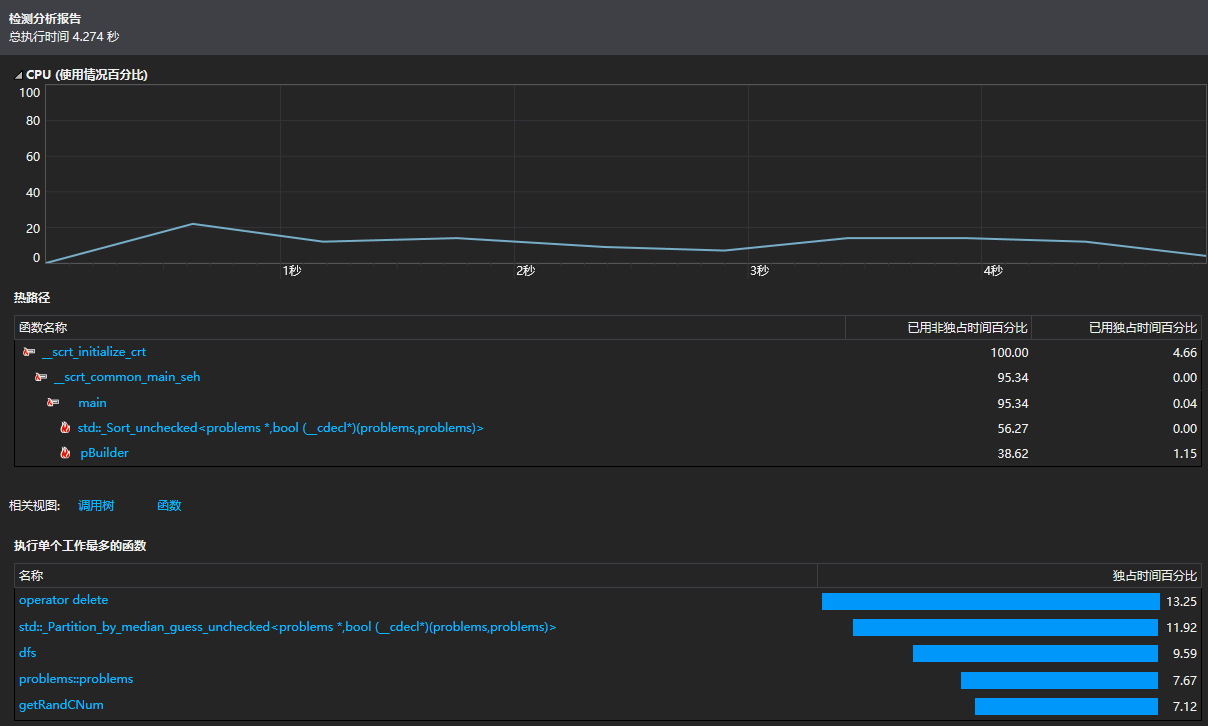 检测分析报告
总执行时间 4.274 秒
CPU (使用情况百分比)
100
80
60
40
20
0
1秒 2秒 3秒 4秒
热路径
函数名称 已用非独占时间百分比 已用独占时间百分比
__scrt_initialize_crt 100.00 4.66
__scrt_common_main_seh 95.34 0.00
main 95.34 0.04
std::_Sort_unchecked<problems *,bool (__cdecl*)(problems,problems)> 56.27 0.00
pBuilder 38.62 1.15
相关视图: 调用树 函数
执行单个工作最多的函数
名称 独占时间百分比
operator delete 13.25
std::_Partition_by_median_guess_unchecked<problems *,bool (__cdecl*)(problems,problems)> 11.92
dfs 9.59
problems::problems 7.67
getRandCNum 7.12